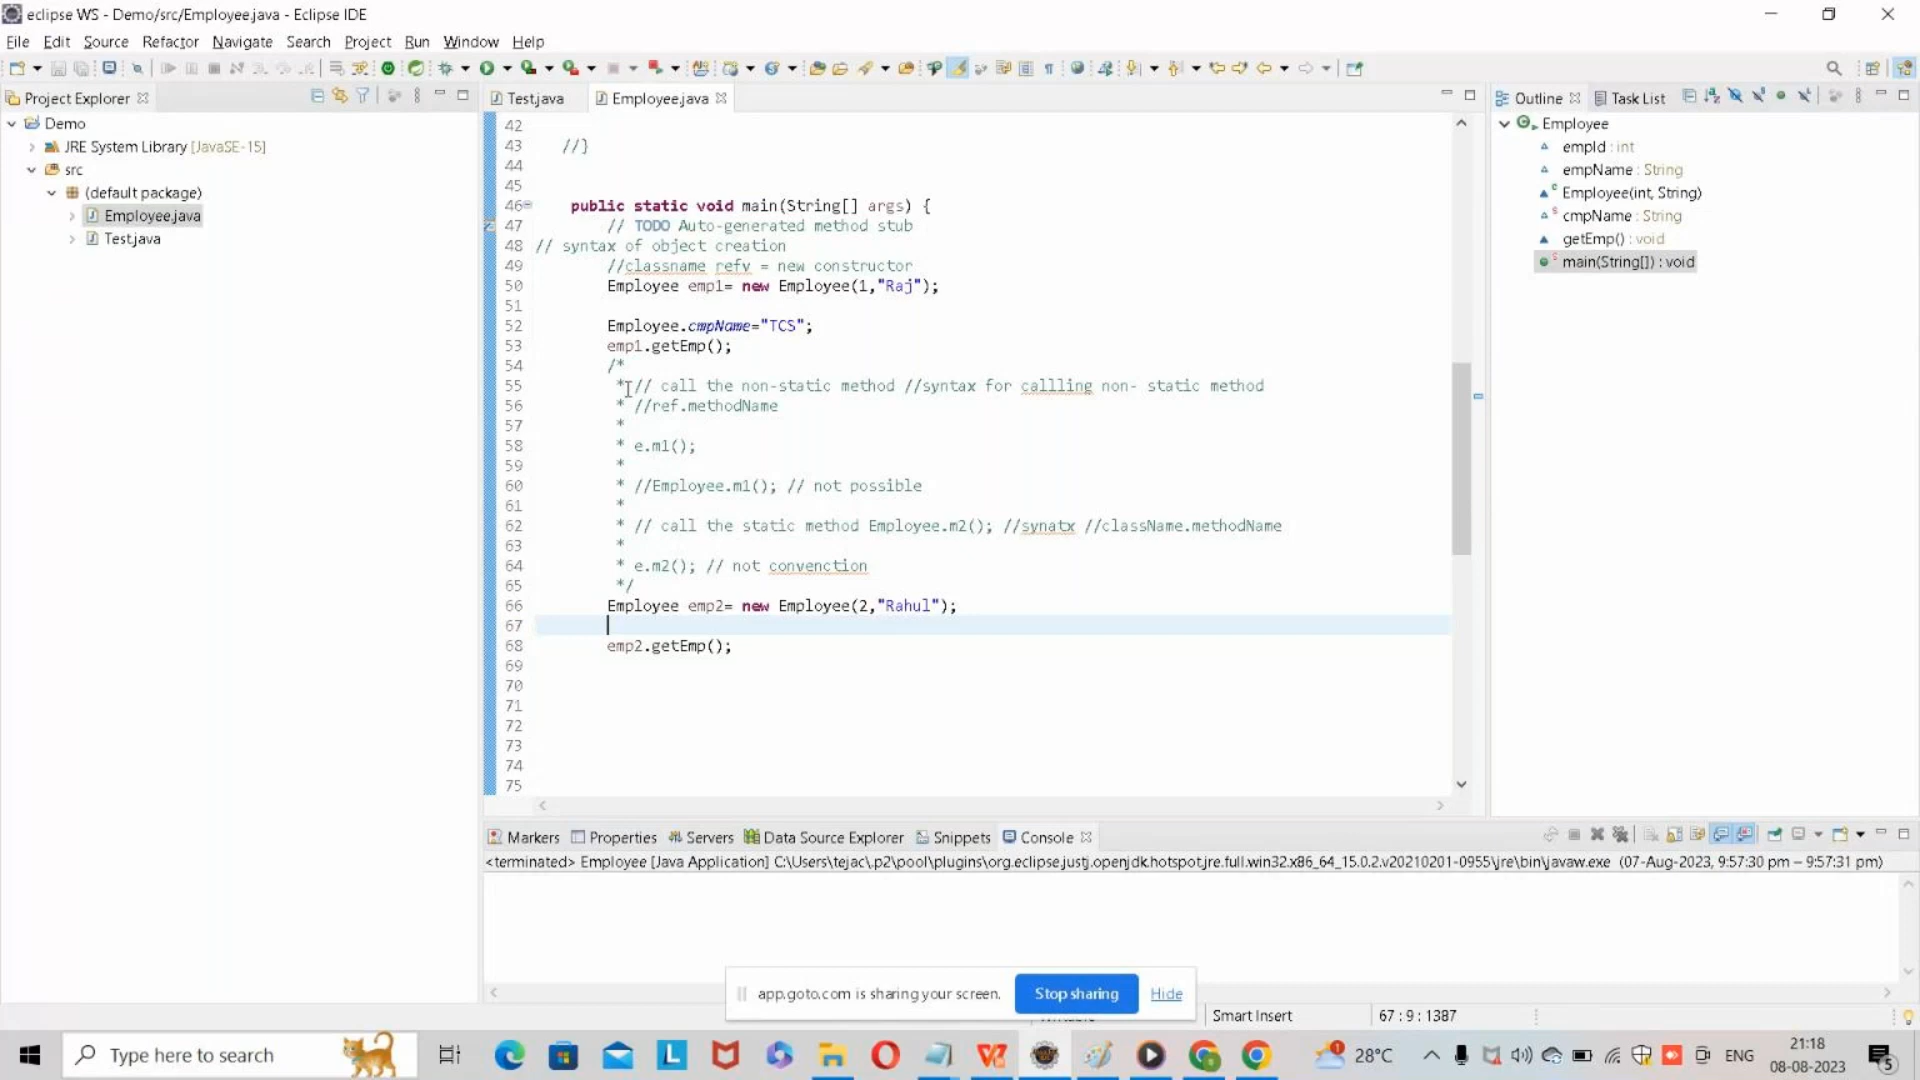 eclipse WS - Demo/src/Employee.java - Eclipse IDE
File Edit Source Refactor Navigate Search Project Run Window Help
Project Explorer
Demo
JRE System Library [JavaSE-15]
src
(default package)
Employee.java
Test.java
Test.java Employee.java
42
43 //}
44
45
46 public static void main(String[] args) {
47 // TODO Auto-generated method stub
48 // syntax of object creation
49 //classname refv = new constructor
50 Employee emp1= new Employee(1,"Raj");
51
52 Employee.cmpName="TCS";
53 emp1.getEmp();
54 /*
55 * // call the non-static method //syntax for callling non- static method
56 * //ref.methodName
57 *
58 * e.m1();
59 *
60 * //Employee.m1(); // not possible
61 *
62 * // call the static method Employee.m2(); //synatx //className.methodName
63 *
64 * e.m2(); // not convenction
65 */
66 Employee emp2= new Employee(2,"Rahul");
67
68 emp2.getEmp();
69
70
71
72
73
74
75
Outline Task List
Employee
empId : int
empName : String
Employee(int, String)
cmpName : String
getEmp() : void
main(String[]) : void
Markers Properties Servers Data Source Explorer Snippets Console
<terminated> Employee [Java Application] C:\Users\tejac\.p2\pool\plugins\org.eclipse.justj.openjdk.hotspot.jre.full.win32.x86_64_15.0.2.v20210201-0955\jre\bin\javaw.exe (07-Aug-2023, 9:57:30 pm – 9:57:31 pm)
app.goto.com is sharing your screen. Stop sharing Hide
Smart Insert 67 : 9 : 1387
Type here to search
28°C
ENG
21:18
08-08-2023
5